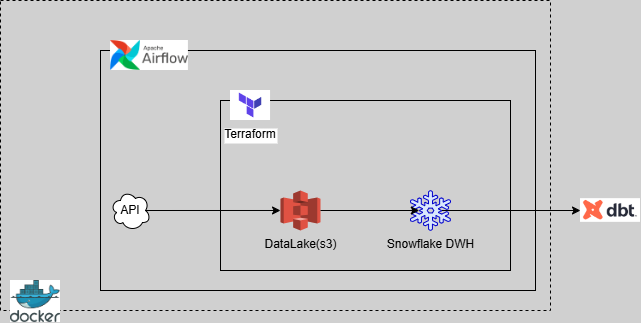 Apache
Airflow
Terraform
API
DataLake(s3)
Snowflake DWH
dbt
docker